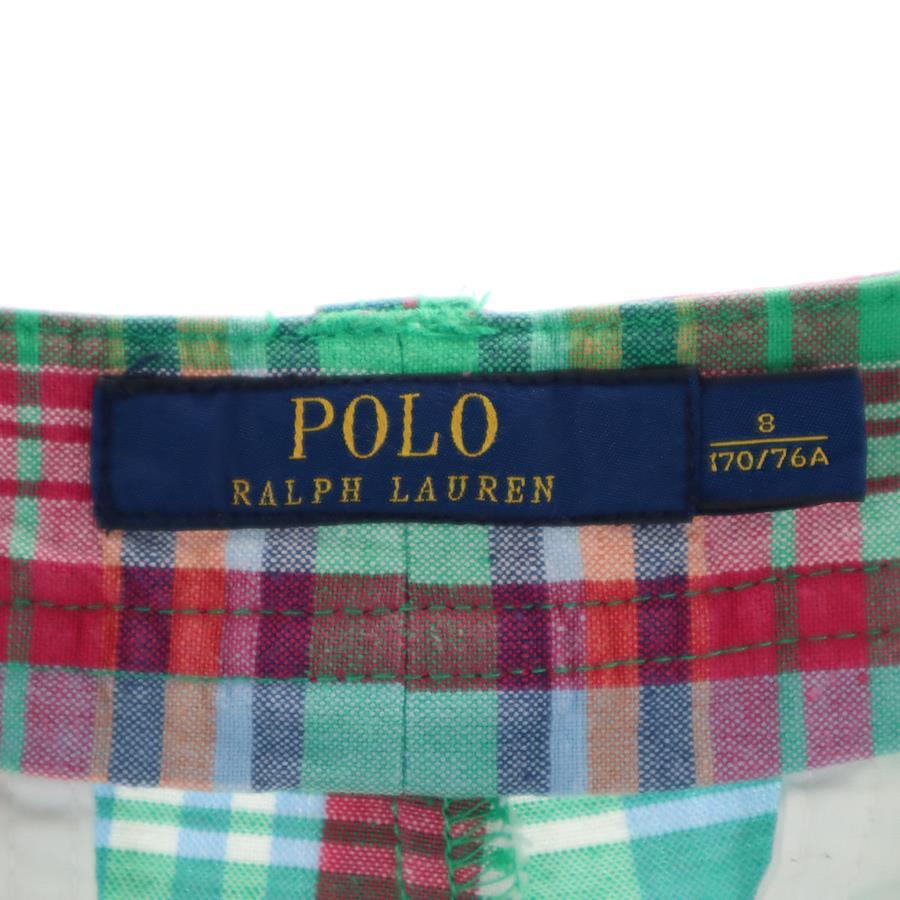 POLO
RALPH LAUREN
8
170/76A